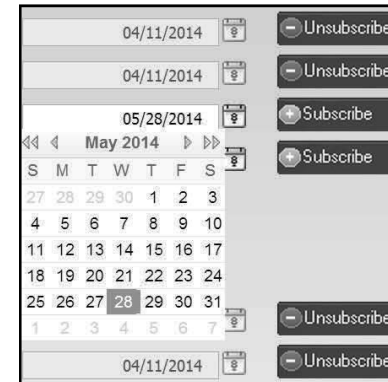 04/11/2014 Unsubscribe
04/11/2014 Unsubscribe
05/28/2014 Subscribe
May 2014 Subscribe
S M T W T F S
27 28 29 30 1 2 3
4 5 6 7 8 9 10
11 12 13 14 15 16 17
18 19 20 21 22 23 24
25 26 27 28 29 30 31
1 2 3 4 5 6 7 Unsubscribe
04/11/2014 Unsubscribe